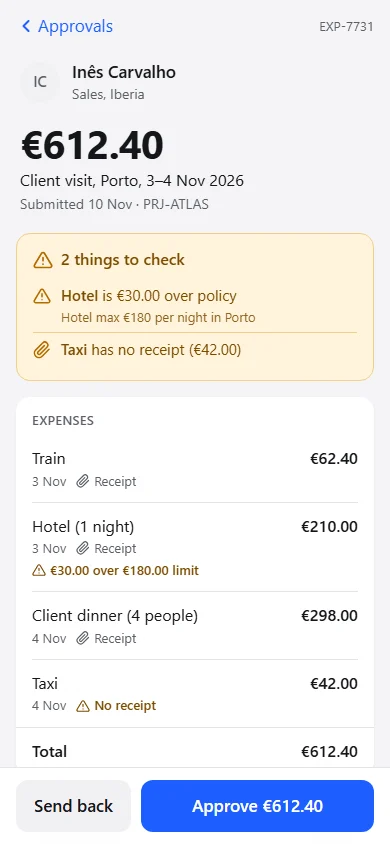 Approvals
EXP-7731
IC
Inês Carvalho
Sales, Iberia
€612.40
Client visit, Porto, 3–4 Nov 2026
Submitted 10 Nov · PRJ-ATLAS
2 things to check
Hotel is €30.00 over policy
Hotel max €180 per night in Porto
Taxi has no receipt (€42.00)
EXPENSES
Train €62.40
3 Nov Receipt
Hotel (1 night) €210.00
3 Nov Receipt
€30.00 over €180.00 limit
Client dinner (4 people) €298.00
4 Nov Receipt
Taxi €42.00
4 Nov No receipt
Total €612.40
Send back Approve €612.40